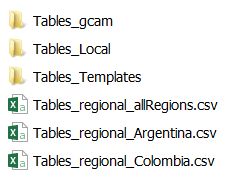 Tables_gcam
Tables_Local
Tables_Templates
Tables_regional_allRegions.csv
Tables_regional_Argentina.csv
Tables_regional_Colombia.csv